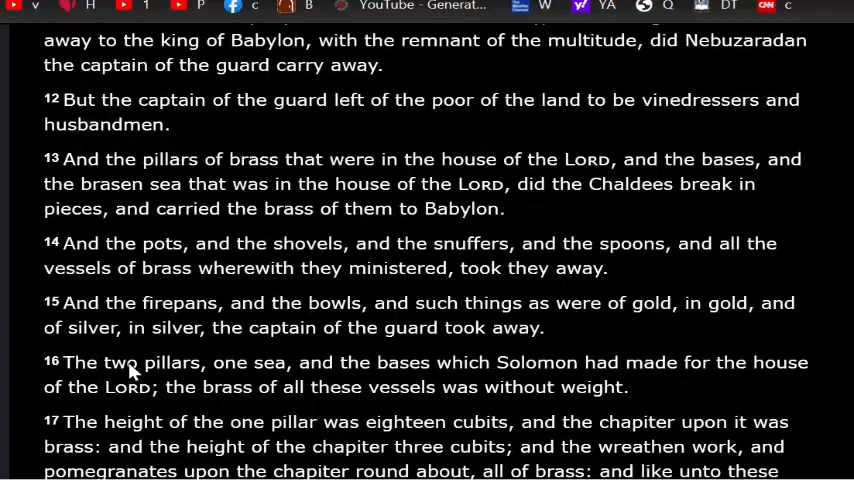 v H 1 P c B YouTube - Generat... W YA Q DT c
away to the king of Babylon, with the remnant of the multitude, did Nebuzaradan
the captain of the guard carry away.
12 But the captain of the guard left of the poor of the land to be vinedressers and
husbandmen.
13 And the pillars of brass that were in the house of the LORD, and the bases, and
the brasen sea that was in the house of the LORD, did the Chaldees break in
pieces, and carried the brass of them to Babylon.
14 And the pots, and the shovels, and the snuffers, and the spoons, and all the
vessels of brass wherewith they ministered, took they away.
15 And the firepans, and the bowls, and such things as were of gold, in gold, and
of silver, in silver, the captain of the guard took away.
16 The two pillars, one sea, and the bases which Solomon had made for the house
of the LORD; the brass of all these vessels was without weight.
17 The height of the one pillar was eighteen cubits, and the chapiter upon it was
brass: and the height of the chapiter three cubits; and the wreathen work, and
pomegranates upon the chapiter round about, all of brass: and like unto these